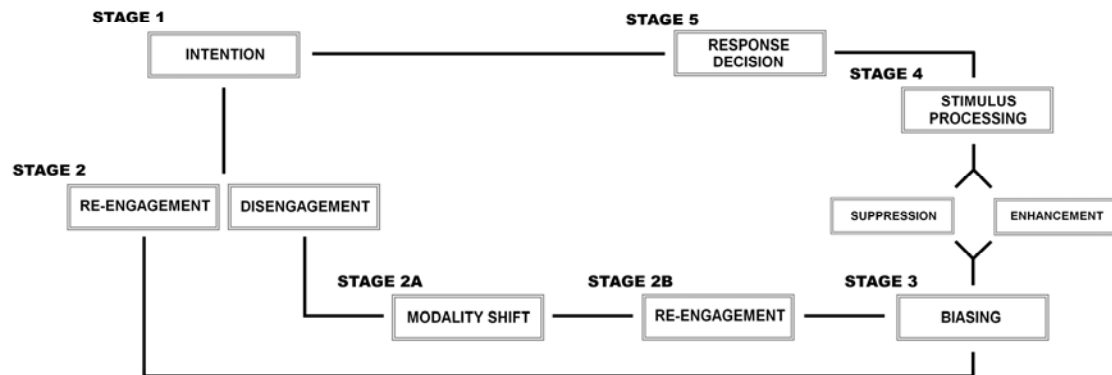 STAGE 1
INTENTION
STAGE 5
RESPONSE
DECISION
STAGE 4
STIMULUS
PROCESSING
STAGE 2
RE-ENGAGEMENT
DISENGAGEMENT
SUPPRESSION
ENHANCEMENT
STAGE 2A
MODALITY SHIFT
STAGE 2B
RE-ENGAGEMENT
STAGE 3
BIASING